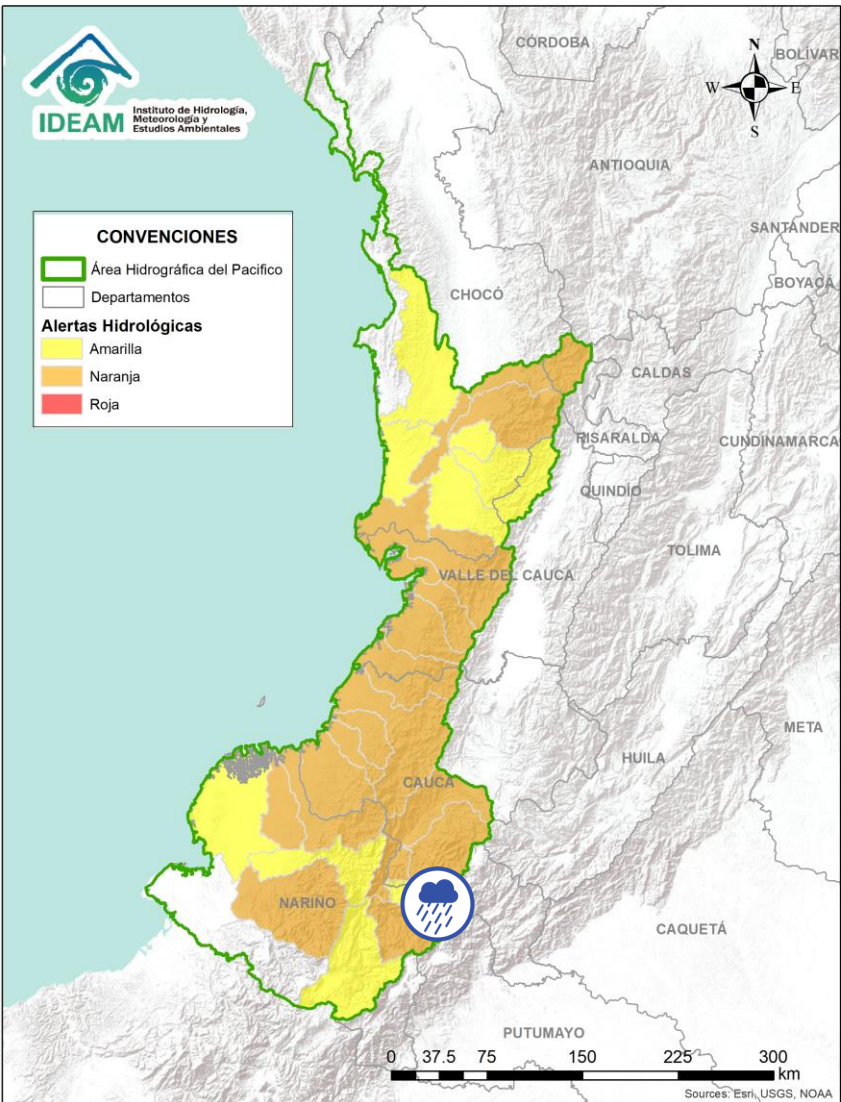 IDEAM
Instituto de Hidrología,
Meteorología y
Estudios Ambientales
N
W
E
S
CÓRDOBA
BOLÍVAR
ANTIOQUIA
SANTANDER
BOYACÁ
CHOCÓ
CALDAS
RISARALDA
CUNDINAMARCA
QUINDÍO
TOLIMA
VALLE DEL CAUCA
META
HUILA
CAUCA
NARIÑO
CAQUETÁ
PUTUMAYO
CONVENCIONES
Área Hidrográfica del Pacifico
Departamentos
Alertas Hidrológicas
Amarilla
Naranja
Roja
0 37.5 75 150 225 300
km
Sources: Esri, USGS, NOAA